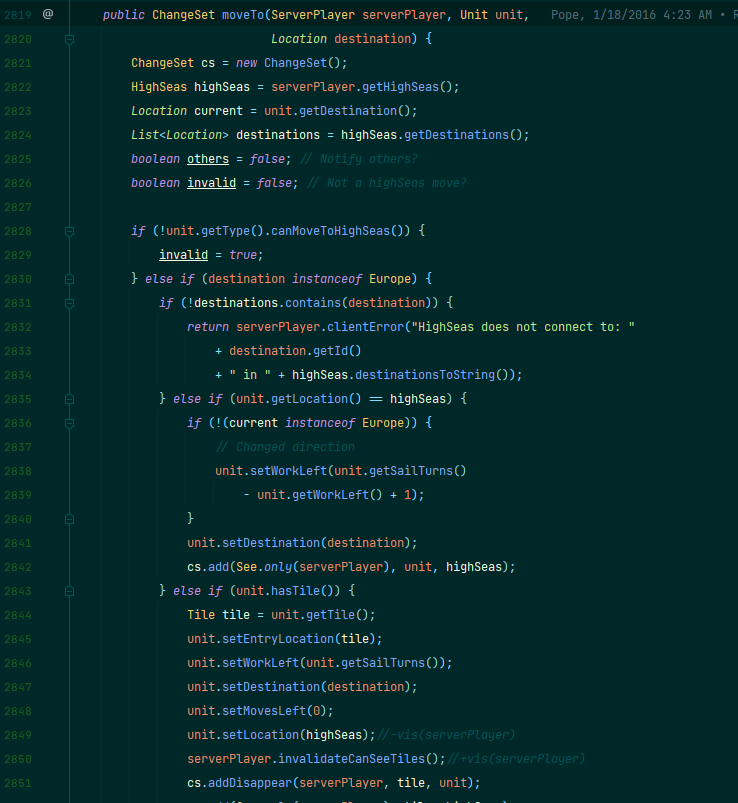 2819 @ public ChangeSet moveTo(ServerPlayer serverPlayer, Unit unit, Pope, 1/18/2016 4:23 AM •
2820 Location destination) {
2821 ChangeSet cs = new ChangeSet();
2822 HighSeas highSeas = serverPlayer.getHighSeas();
2823 Location current = unit.getDestination();
2824 List<Location> destinations = highSeas.getDestinations();
2825 boolean others = false; // Notify others?
2826 boolean invalid = false; // Not a highSeas move?
2827
2828 if (!unit.getType().canMoveToHighSeas()) {
2829 invalid = true;
2830 } else if (destination instanceof Europe) {
2831 if (!destinations.contains(destination)) {
2832 return serverPlayer.clientError("HighSeas does not connect to: "
2833 + destination.getId()
2834 + " in " + highSeas.destinationsToString());
2835 } else if (unit.getLocation() == highSeas) {
2836 if (!(current instanceof Europe)) {
2837 // Changed direction
2838 unit.setWorkLeft(unit.getSailTurns()
2839 - unit.getWorkLeft() + 1);
2840 }
2841 unit.setDestination(destination);
2842 cs.add(See.only(serverPlayer), unit, highSeas);
2843 } else if (unit.hasTile()) {
2844 Tile tile = unit.getTile();
2845 unit.setEntryLocation(tile);
2846 unit.setWorkLeft(unit.getSailTurns());
2847 unit.setDestination(destination);
2848 unit.setMovesLeft(0);
2849 unit.setLocation(highSeas);//-vis(serverPlayer)
2850 serverPlayer.invalidateCanSeeTiles();//+vis(serverPlayer)
2851 cs.addDisappear(serverPlayer, tile, unit);